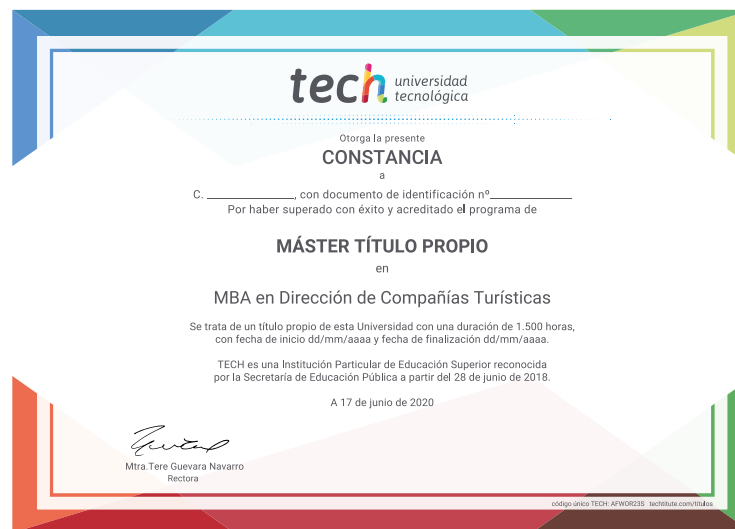 tech universidad
tecnológica
Otorga la presente
CONSTANCIA
a
C. ________________, con documento de identificación nº______________
Por haber superado con éxito y acreditado el programa de
MÁSTER TÍTULO PROPIO
en
MBA en Dirección de Compañías Turísticas
Se trata de un título propio de esta Universidad con una duración de 1.500 horas,
con fecha de inicio dd/mm/aaaa y fecha de finalización dd/mm/aaaa.
TECH es una Institución Particular de Educación Superior reconocida
por la Secretaría de Educación Pública a partir del 28 de junio de 2018.
A 17 de junio de 2020
Mtra.Tere Guevara Navarro
Rectora
código único TECH: AFWOR23S techtitute.com/títulos